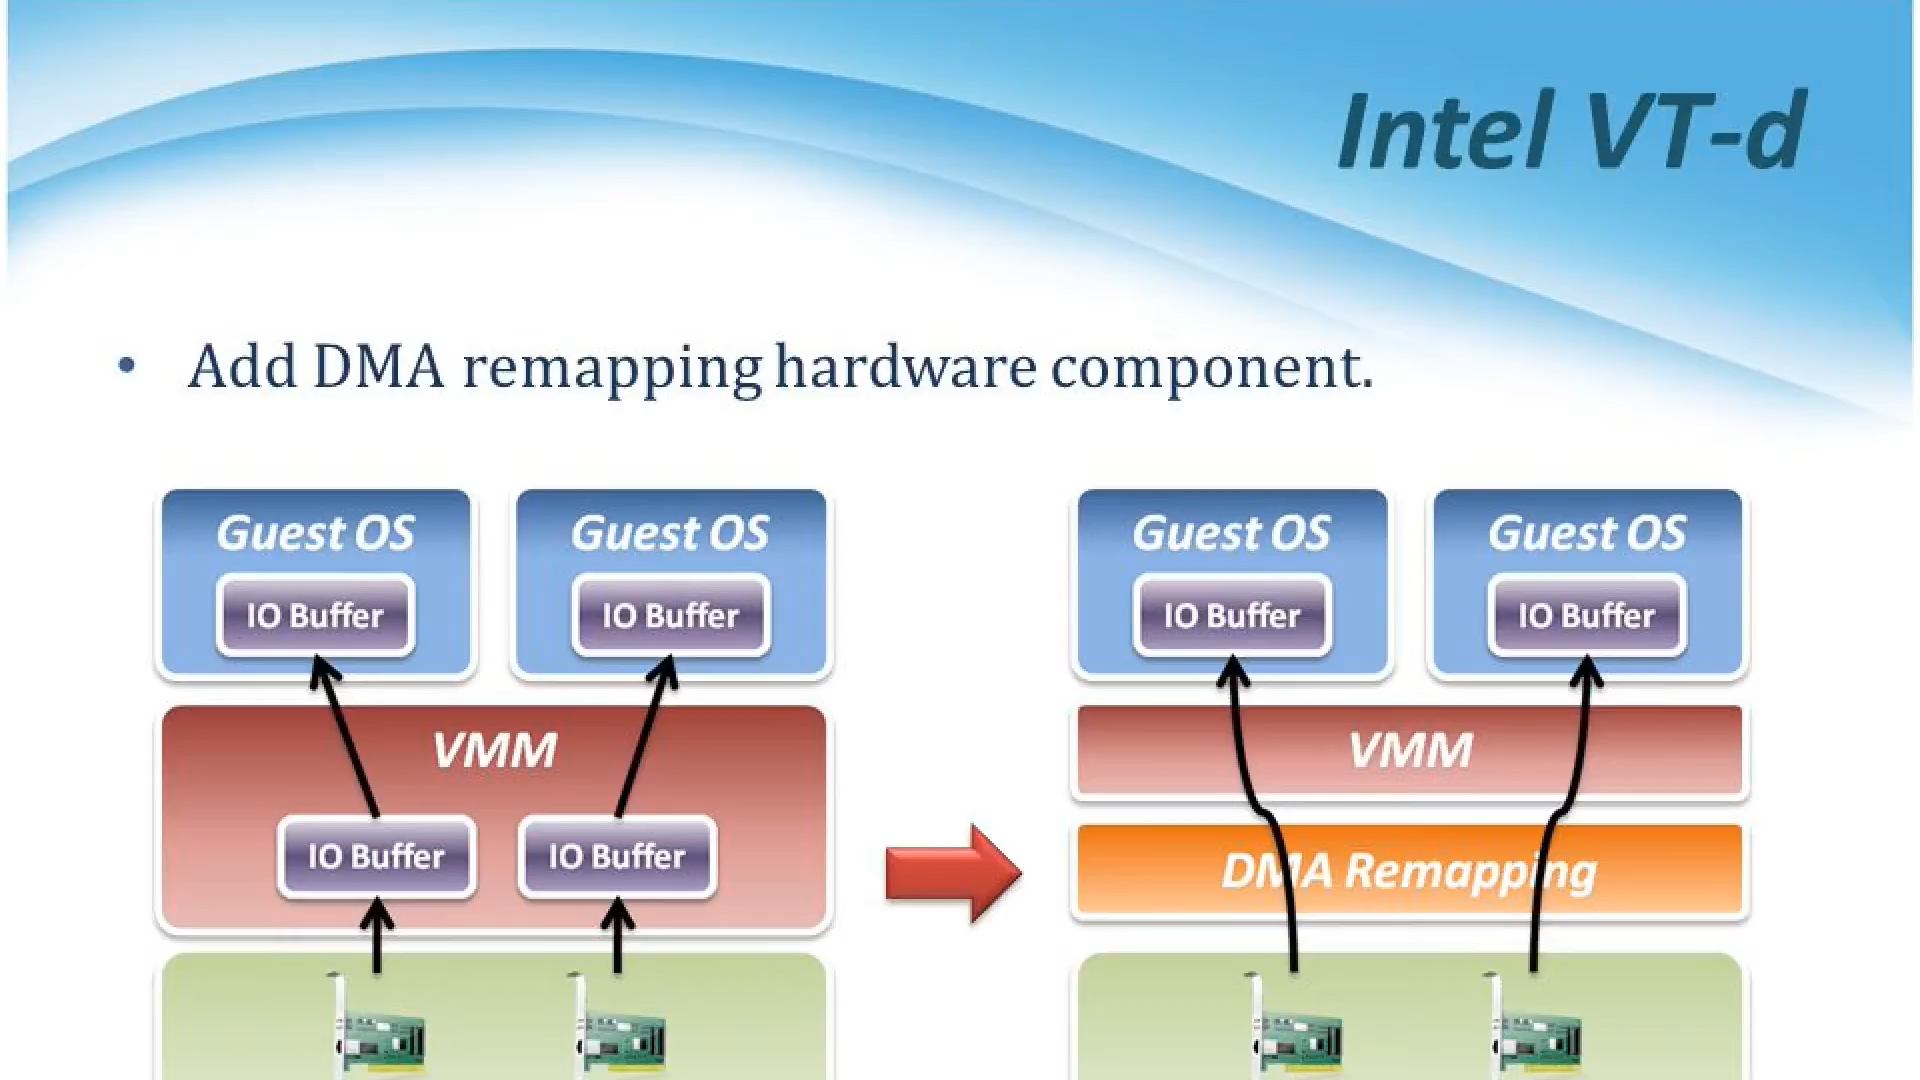 Intel VT-d
• Add DMA remapping hardware component.
Guest OS
IO Buffer
Guest OS
IO Buffer
VMM
IO Buffer
IO Buffer
Guest OS
IO Buffer
Guest OS
IO Buffer
VMM
DMA Remapping